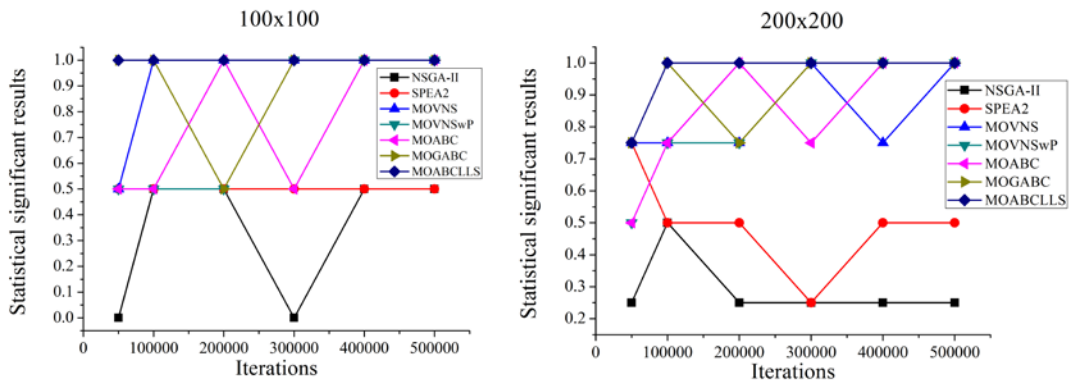 100x100
Statistical significant results
1.0
0.9
0.8
0.7
0.6
0.5
0.4
0.3
0.2
0.1
0.0
0
100000
200000
300000
400000
500000
Iterations
NSGA-II
SPEA2
MOVNS
MOVNSwP
MOABC
MOGABC
MOABCLLS
200x200
Statistical significant results
1.0
0.9
0.8
0.7
0.6
0.5
0.4
0.3
0.2
0
100000
200000
300000
400000
500000
Iterations
NSGA-II
SPEA2
MOVNS
MOVNSwP
MOABC
MOGABC
MOABCLLS